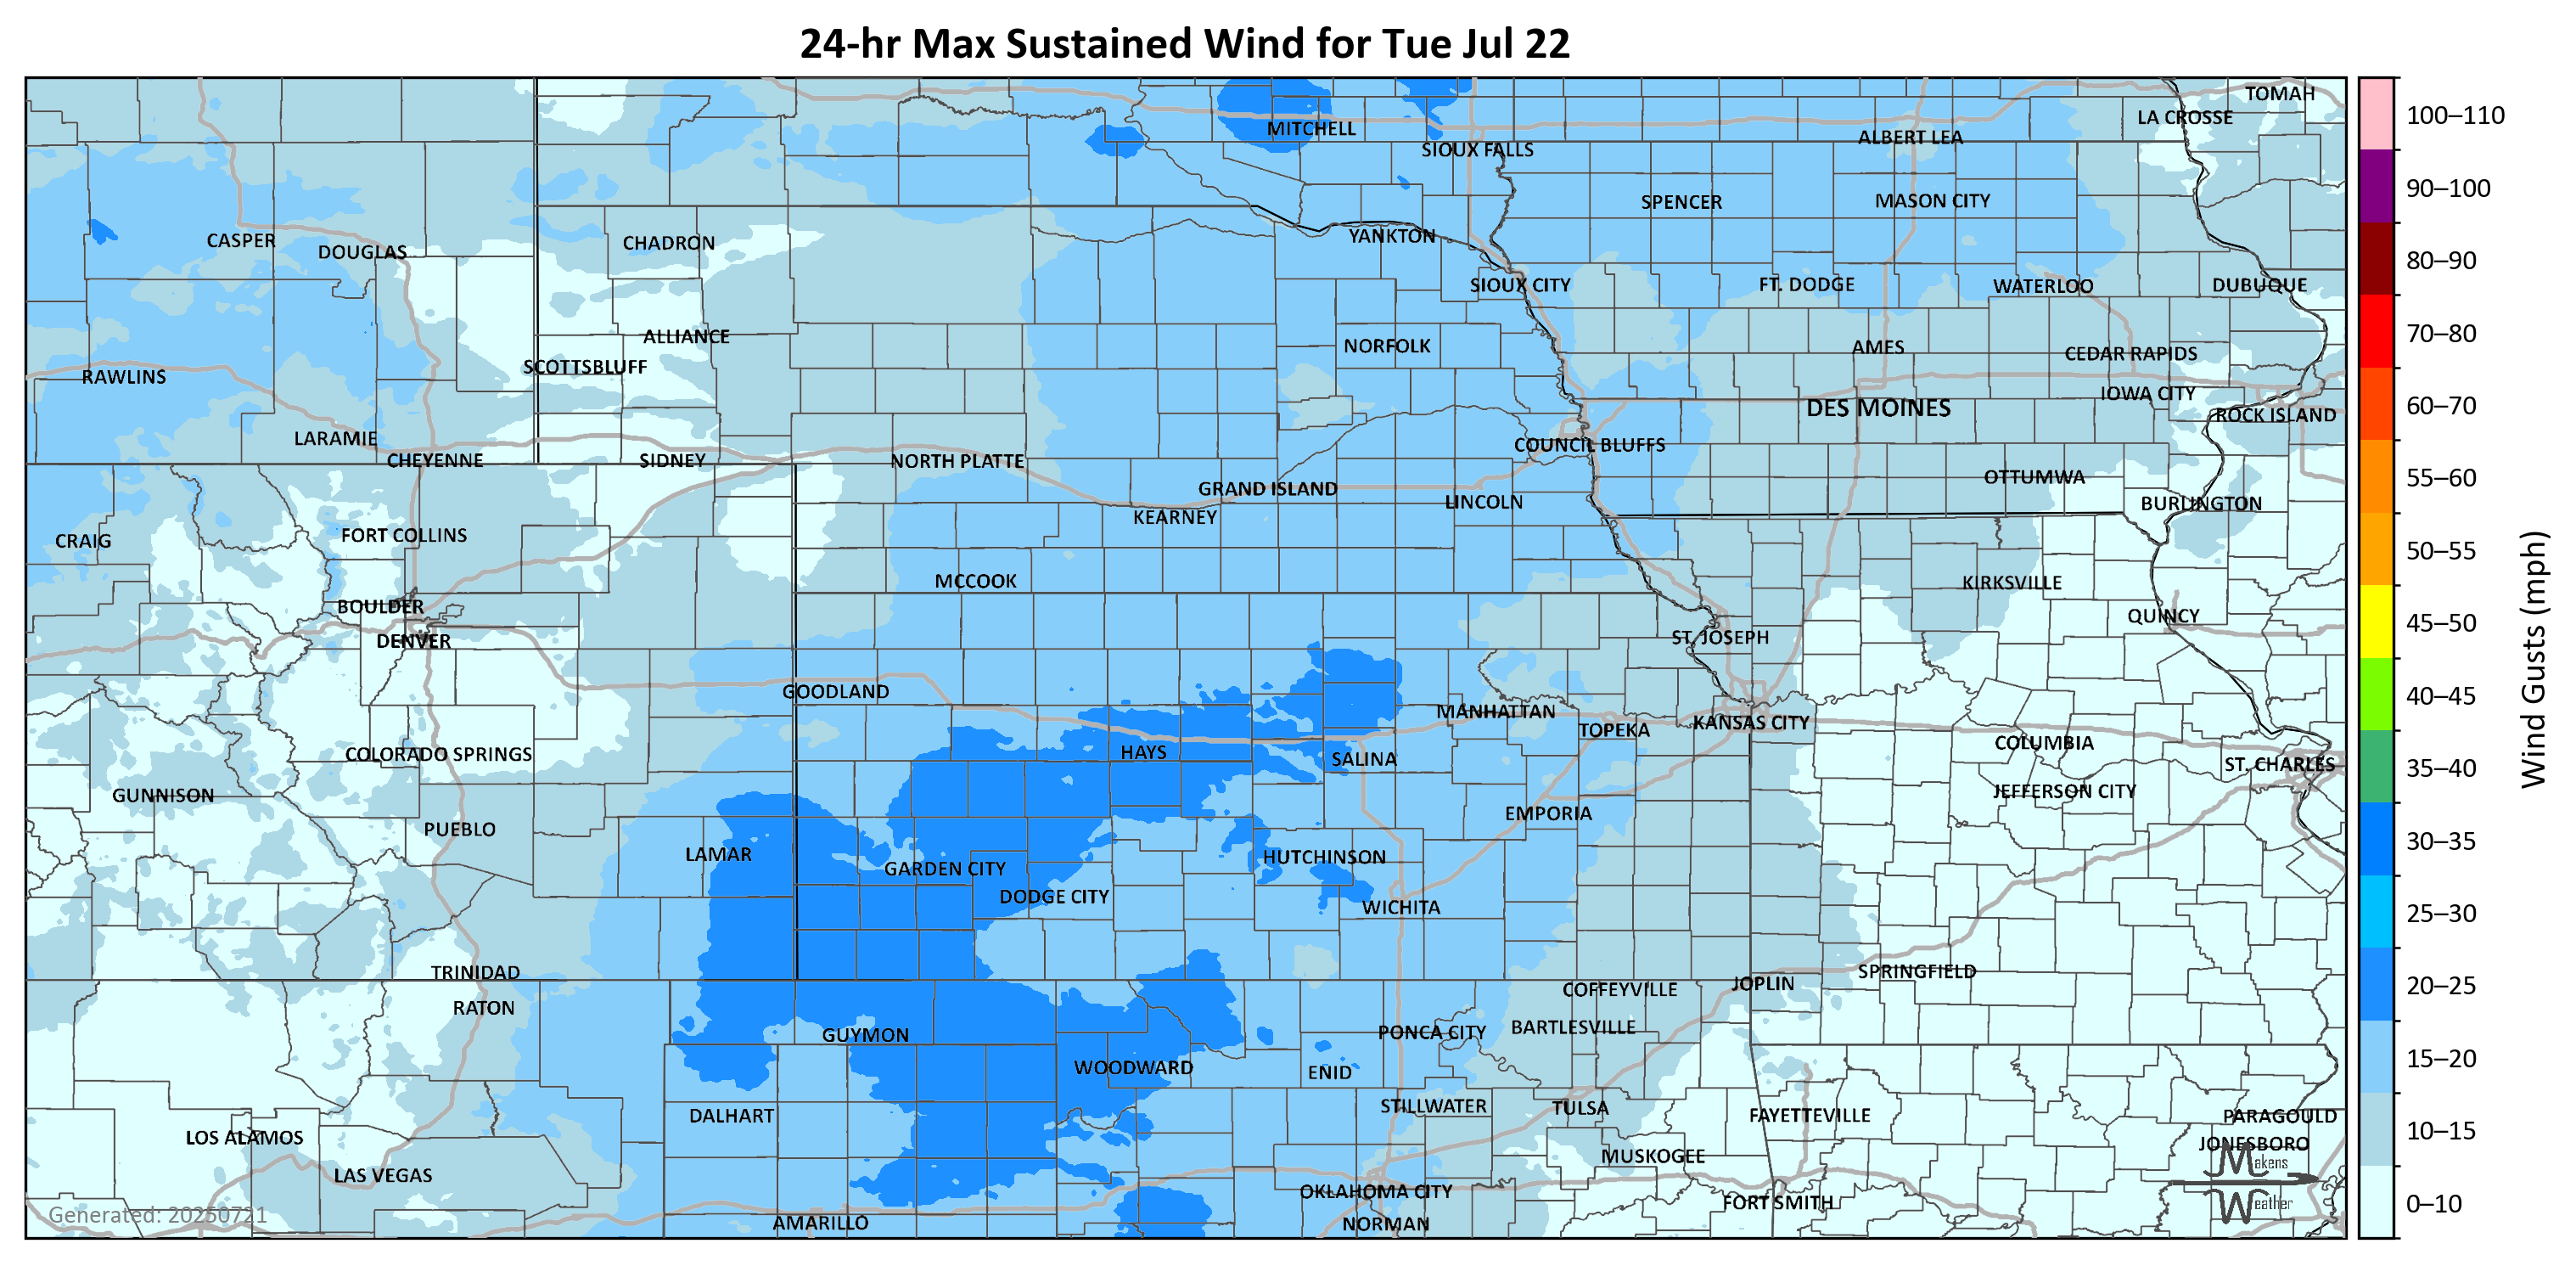 24-hr Max Sustained Wind for Tue Jul 22
TOMAH
LA CROSSE
MITCHELL
ALBERT LEA
SIOUX FALLS
SPENCER
MASON CITY
CASPER
DOUGLAS
CHADRON
YANKTON
SIOUX CITY
FT. DODGE
WATERLOO
DUBUQUE
ALLIANCE
NORFOLK
AMES
CEDAR RAPIDS
SCOTTSBLUFF
RAWLINS
IOWA CITY
DES MOINES
ROCK ISLAND
LARAMIE
COUNCIL BLUFFS
CHEYENNE
SIDNEY
NORTH PLATTE
OTTUMWA
GRAND ISLAND
LINCOLN
BURLINGTON
KEARNEY
FORT COLLINS
CRAIG
MCCOOK
KIRKSVILLE
BOULDER
QUINCY
DENVER
ST. JOSEPH
GOODLAND
MANHATTAN
KANSAS CITY
TOPEKA
COLUMBIA
COLORADO SPRINGS
HAYS
SALINA
ST. CHARLES
GUNNISON
JEFFERSON CITY
EMPORIA
PUEBLO
LAMAR
HUTCHINSON
GARDEN CITY
DODGE CITY
WICHITA
TRINIDAD
SPRINGFIELD
JOPLIN
COFFEYVILLE
RATON
BARTLESVILLE
PONCA CITY
GUYMON
WOODWARD
ENID
STILLWATER
TULSA
DALHART
FAYETTEVILLE
PARAGOULD
LOS ALAMOS
JONESBORO
MUSKOGEE
LAS VEGAS
OKLAHOMA CITY
FORT SMITH
AMARILLO
NORMAN
Generated: 20250721
Makens
Weather
100–110
90–100
80–90
70–80
60–70
55–60
50–55
45–50
40–45
35–40
30–35
25–30
20–25
15–20
10–15
0–10
Wind Gusts (mph)